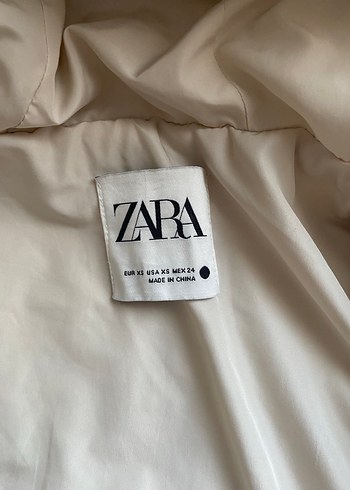 ZARA
EUR XS USA XS MEX 24
MADE IN CHINA